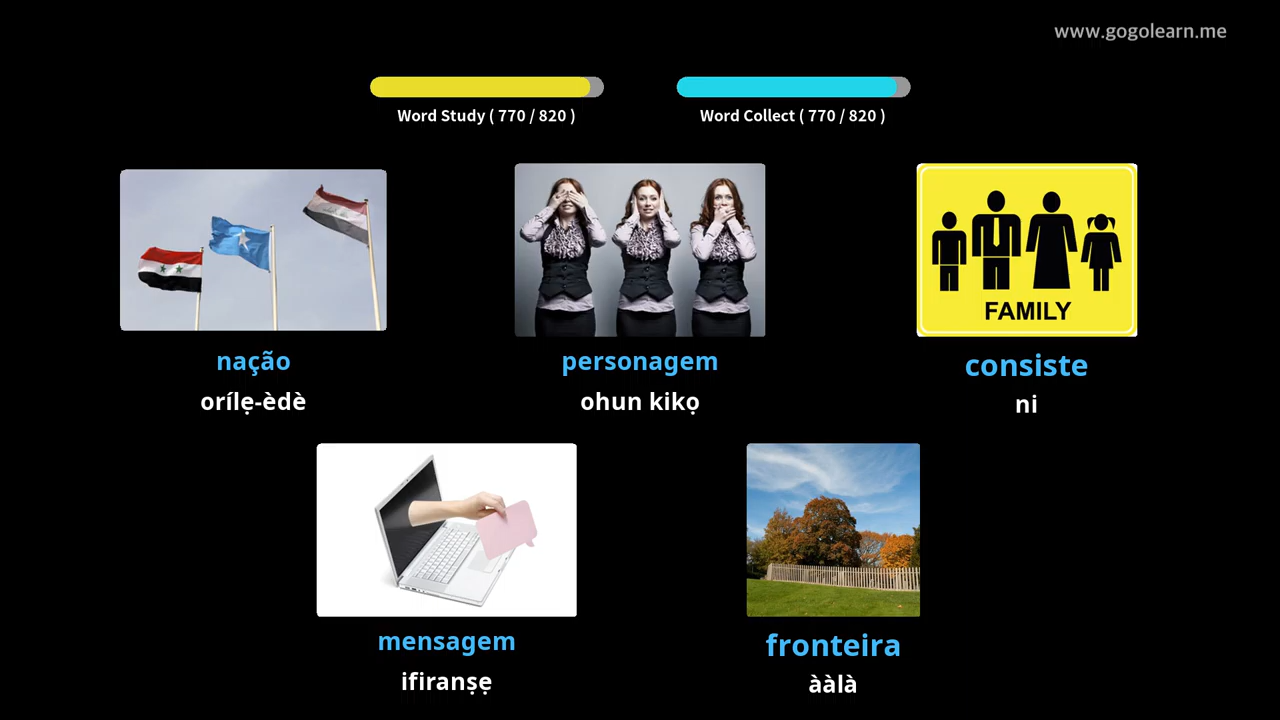 www.gogolearn.me
Word Study ( 770 / 820 )
Word Collect ( 770 / 820 )
FAMILY
nação
personagem
consiste
orílẹ-èdè
ohun kikọ
ni
mensagem
fronteira
ifiranṣẹ
ààlà